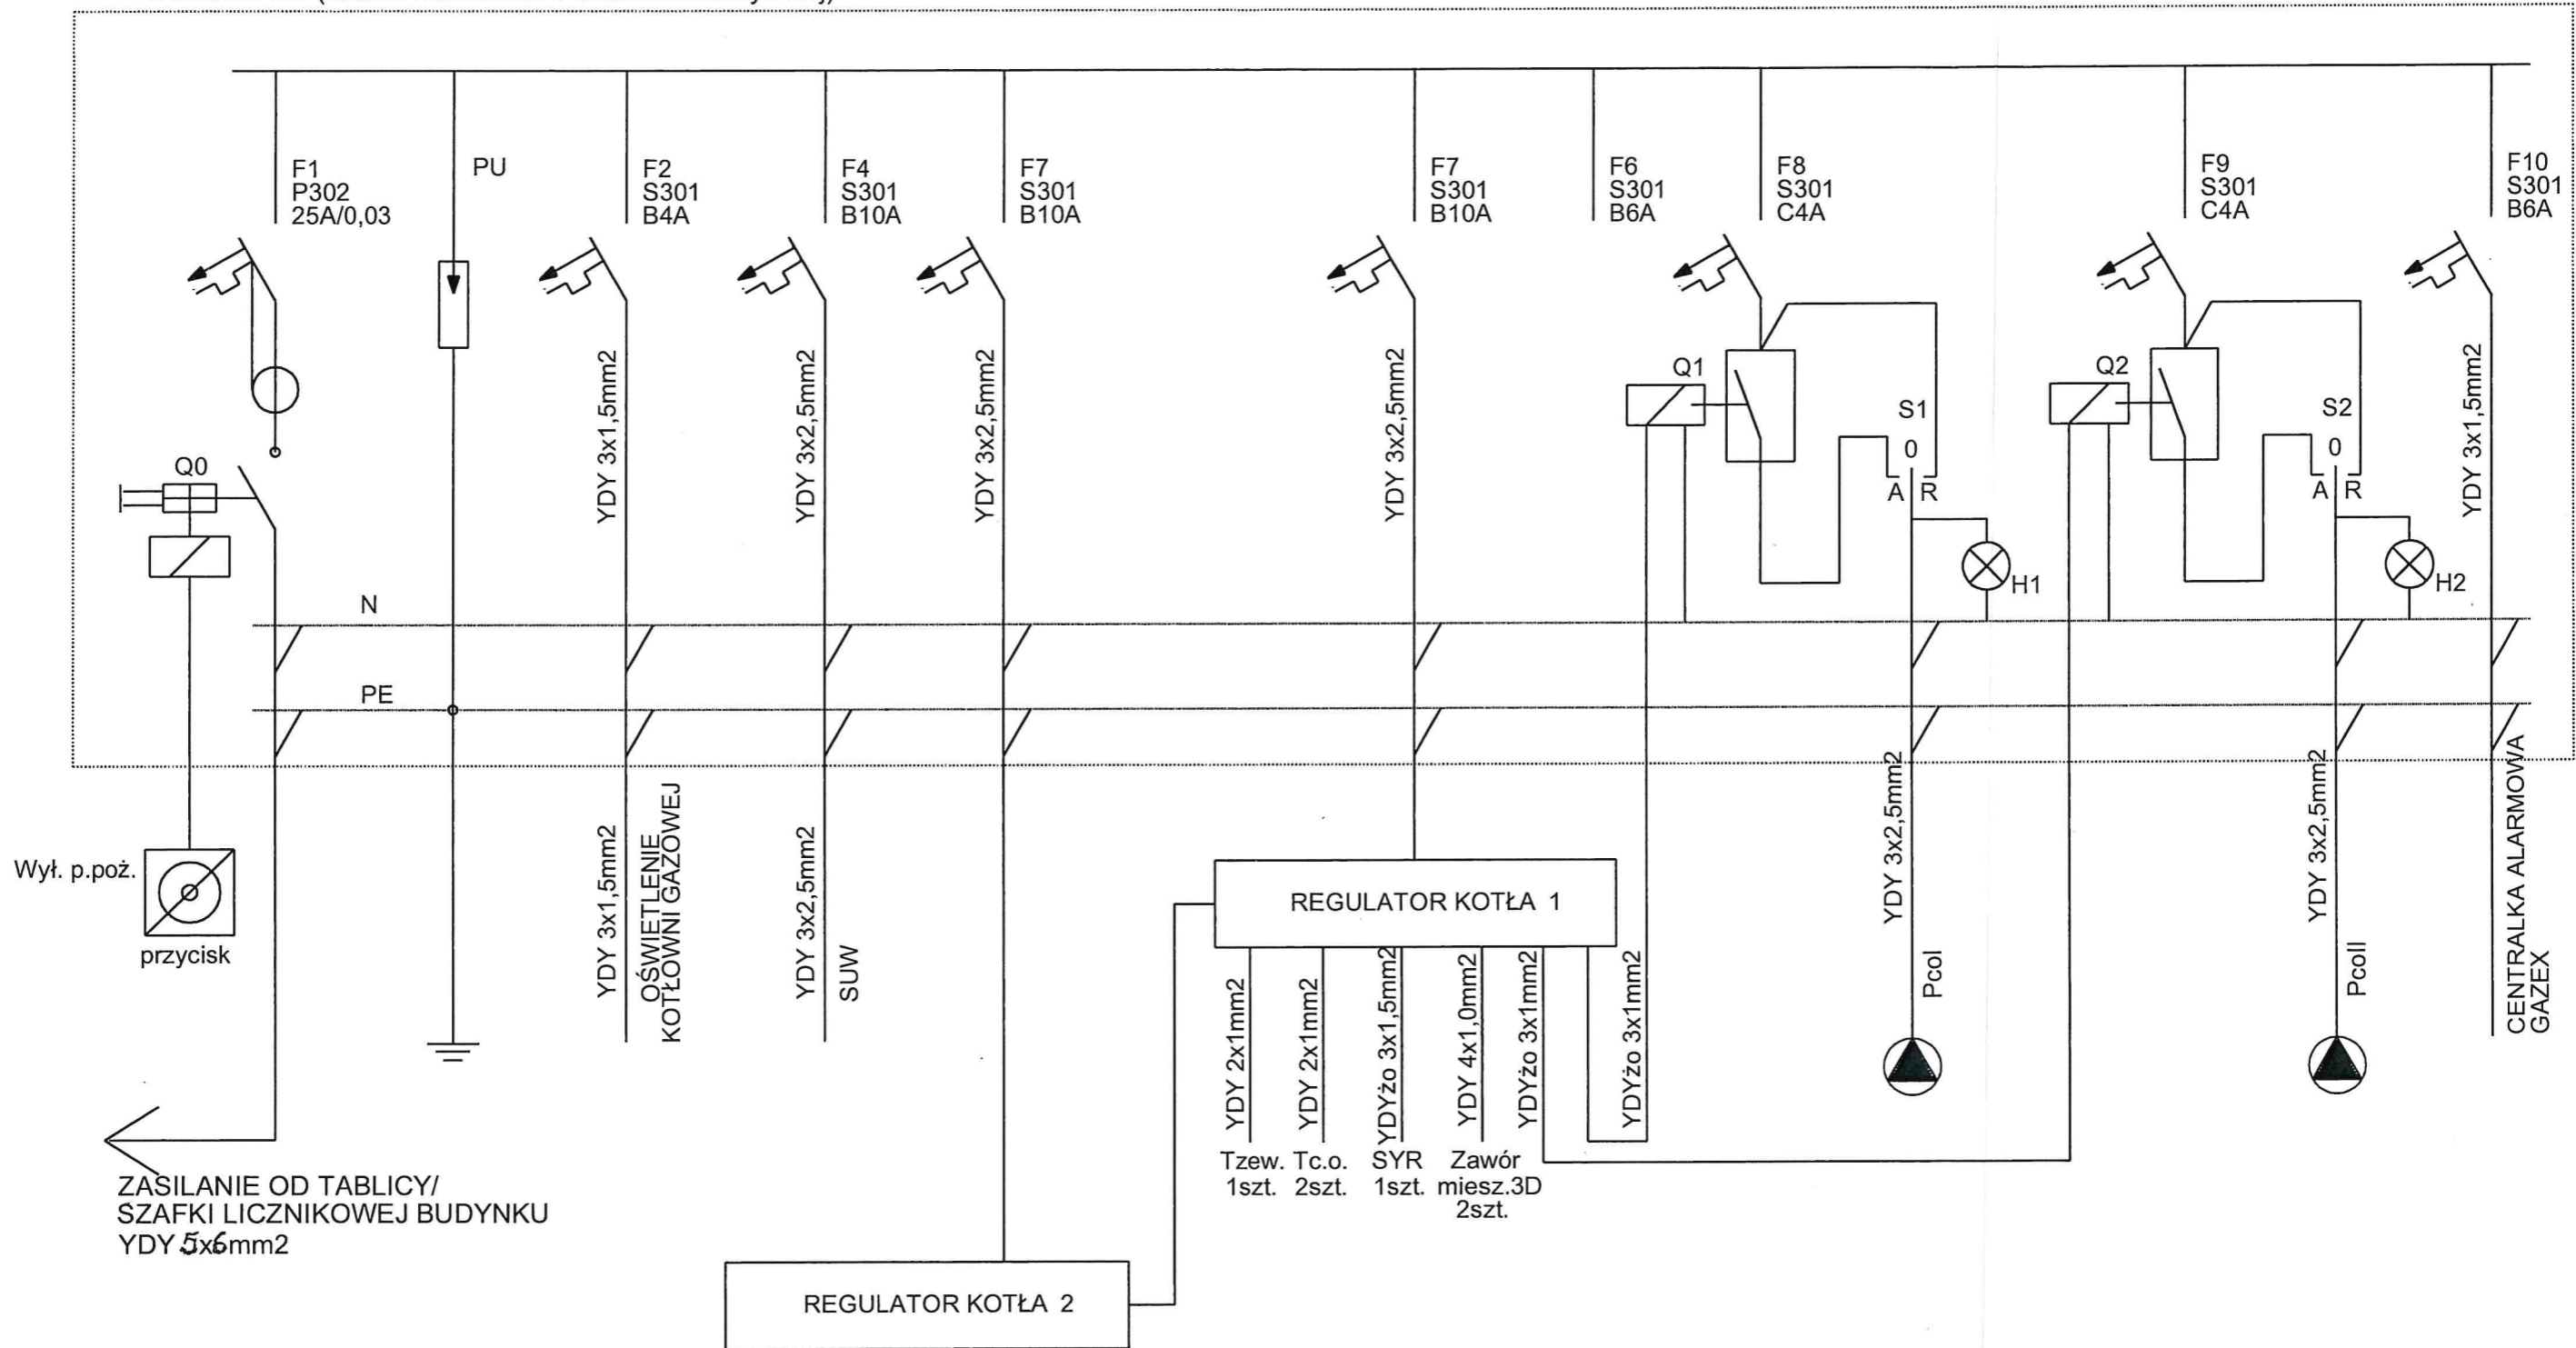 F1
P302
25A/0,03
PU
F2
S301
B4A
F4
S301
B10A
F7
S301
B10A
F7
S301
B10A
F6
S301
B6A
F8
S301
C4A
F9
S301
C4A
F10
S301
B6A
YDY 3x1,5mm2
YDY 3x2,5mm2
YDY 3x2,5mm2
YDY 3x2,5mm2
Q1
S1
0
A R
H1
Q2
S2
0
A R
H2
YDY 3x1,5mm2
Q0
N
PE
Wył. p.poż.
przycisk
YDY 3x1,5mm2
OŚWIETLENIE
KOTŁOWNI GAZOWEJ
YDY 3x2,5mm2
SUW
REGULATOR KOTŁA 1
YDY 2x1mm2
YDY 2x1mm2
YDYżo 3x1,5mm2
YDY 4x1,0mm2
YDYżo 3x1mm2
YDYżo 3x1mm2
YDY 3x2,5mm2
PcoI
YDY 3x2,5mm2
PcoII
CENTRALKA ALARMOWA
GAZEX
Tzew.
1szt.
Tc.o.
2szt.
SYR
1szt.
Zawór
miesz.3D
2szt.
ZASILANIE OD TABLICY/
SZAFKI LICZNIKOWEJ BUDYNKU
YDY 5x6mm2
REGULATOR KOTŁA 2